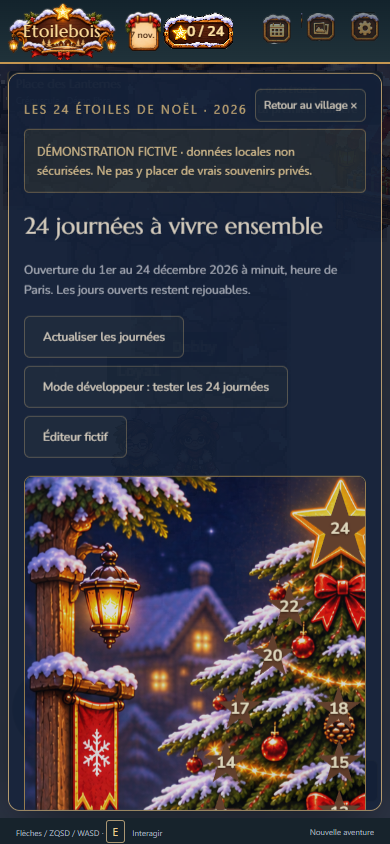 Étoilebois
7 nov.
0 / 24
LES 24 ÉTOILES DE NOËL · 2026
Retour au village ×
DÉMONSTRATION FICTIVE · données locales non
sécurisées. Ne pas y placer de vrais souvenirs privés.
24 journées à vivre ensemble
Ouverture du 1er au 24 décembre 2026 à minuit, heure de
Paris. Les jours ouverts restent rejouables.
Actualiser les journées
Mode développeur : tester les 24 journées
Éditeur fictif
24
22
20
17
18
14
15
Flèches / ZQSD / WASD · E Interagir
Nouvelle aventure